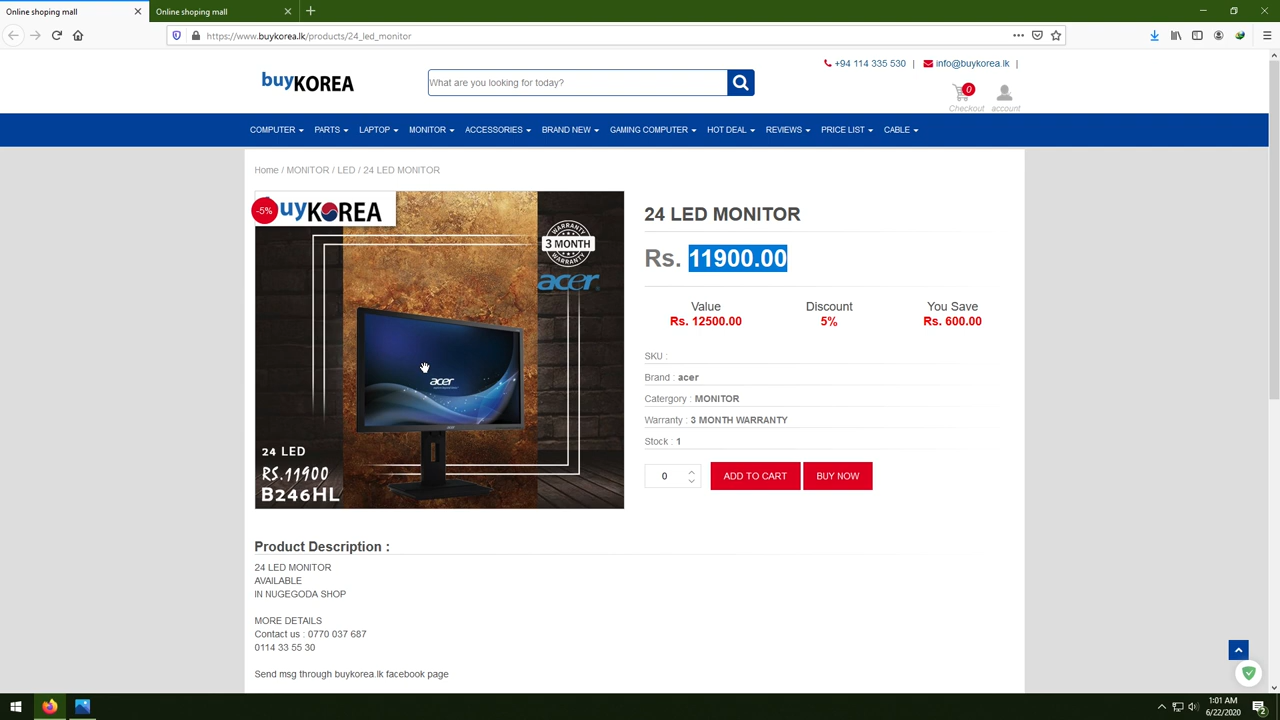 Online shoping mall
Online shoping mall
https://www.buykorea.lk/products/24_led_monitor
buyKOREA
What are you looking for today?
+94 114 335 530 | info@buykorea.lk |
0
Checkout account
COMPUTER PARTS LAPTOP MONITOR ACCESSORIES BRAND NEW GAMING COMPUTER HOT DEAL REVIEWS PRICE LIST CABLE
Home / MONITOR / LED / 24 LED MONITOR
-5%
uyKOREA
WARRANTY
3 MONTH
WARRANTY
acer
acer
acer
24 LED
RS.11900
B246HL
24 LED MONITOR
Rs. 11900.00
Value Discount You Save
Rs. 12500.00 5% Rs. 600.00
SKU :
Brand : acer
Catergory : MONITOR
Warranty : 3 MONTH WARRANTY
Stock : 1
0 ADD TO CART BUY NOW
Product Description :
24 LED MONITOR
AVAILABLE
IN NUGEGODA SHOP
MORE DETAILS
Contact us : 0770 037 687
0114 33 55 30
Send msg through buykorea.lk facebook page
1:01 AM
6/22/2020
2